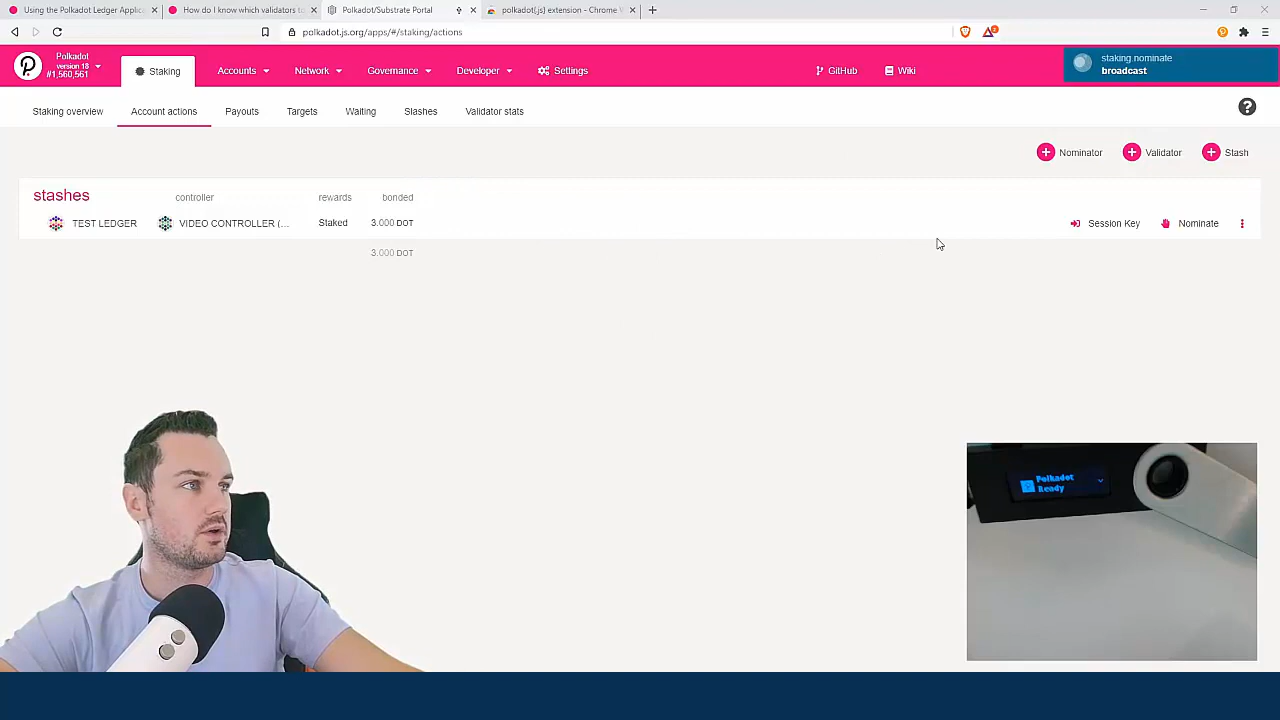 Using the Polkadot Ledger Applica
How do I know which validators to
Polkadot/Substrate Portal
polkadot{.js} extension - Chrome W
polkadot.js.org/apps/#/staking/actions
Polkadot
version 18
#1,560,561
Staking
Accounts
Network
Governance
Developer
Settings
GitHub
Wiki
staking.nominate
broadcast
Staking overview
Account actions
Payouts
Targets
Waiting
Slashes
Validator stats
Nominator
Validator
Stash
stashes
controller
rewards
bonded
TEST LEDGER
VIDEO CONTROLLER (...
Staked
3.000 DOT
Session Key
Nominate
3.000 DOT
Polkadot
Ready